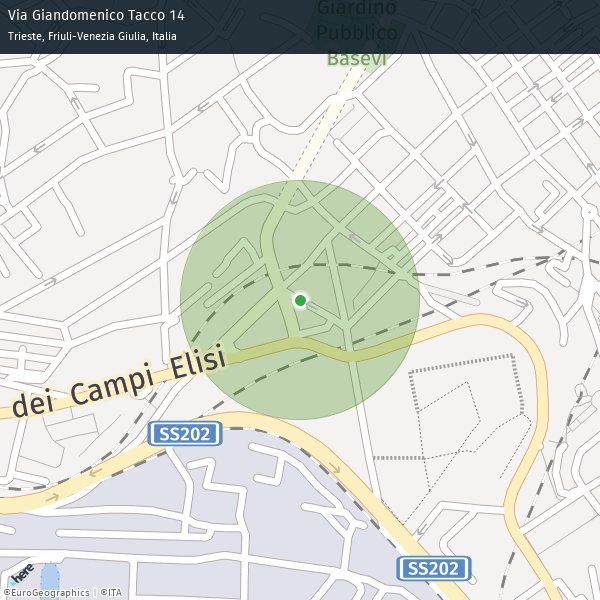 Via Giandomenico Tacco 14
Trieste, Friuli-Venezia Giulia, Italia
Giardino
Pubblico
Basevi
dei Campi Elisi
SS202
SS202
here
©EuroGeographics | ©ITA